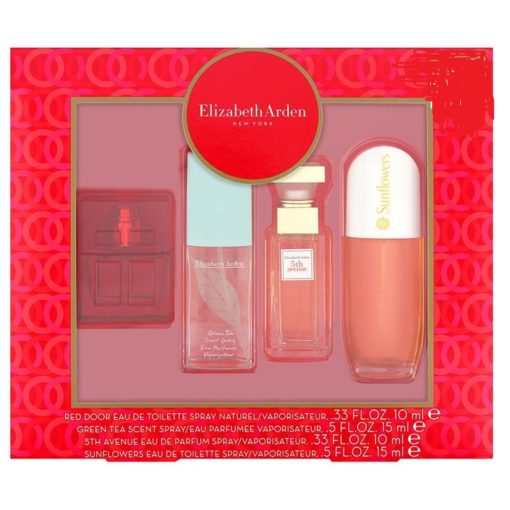 Elizabeth Arden
NEW YORK
Sunflowers
Elizabeth Arden
5th
avenue
Elizabeth Arden
Green Tea
Scent Spray
Eau Parfumée
Vaporisateur
RED DOOR EAU DE TOILETTE SPRAY NATUREL/VAPORISATEUR, .33 FL.OZ. 10 ml ℮
GREEN TEA SCENT SPRAY/EAU PARFUMEE VAPORISATEUR, .5 FL.OZ. 15 ml ℮
5TH AVENUE EAU DE PARFUM SPRAY/VAPORISATEUR, .33 FL.OZ. 10 ml ℮
SUNFLOWERS EAU DE TOILETTE SPRAY/VAPORISATEUR, .5 FL.OZ. 15 ml ℮